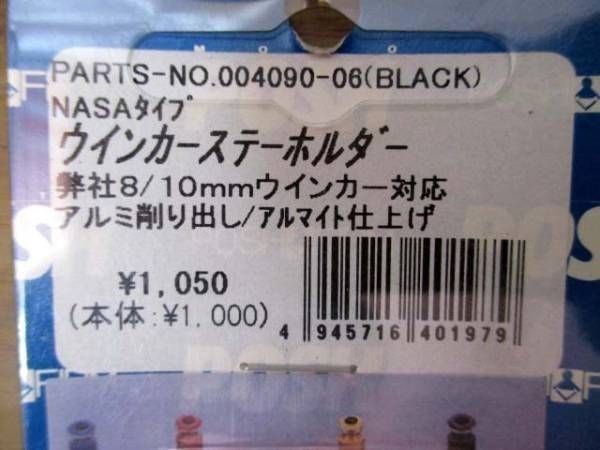 MOTO
PARTS-NO.004090-06(BLACK)
NASAﾀｲﾌﾟ
ウインカーステーホルダー
弊社8/10mmウインカー対応
アルミ削り出し/ｱﾙﾏｲﾄ仕上げ
¥1,050
(本体:¥1,000)
4 945716 401979
POSH